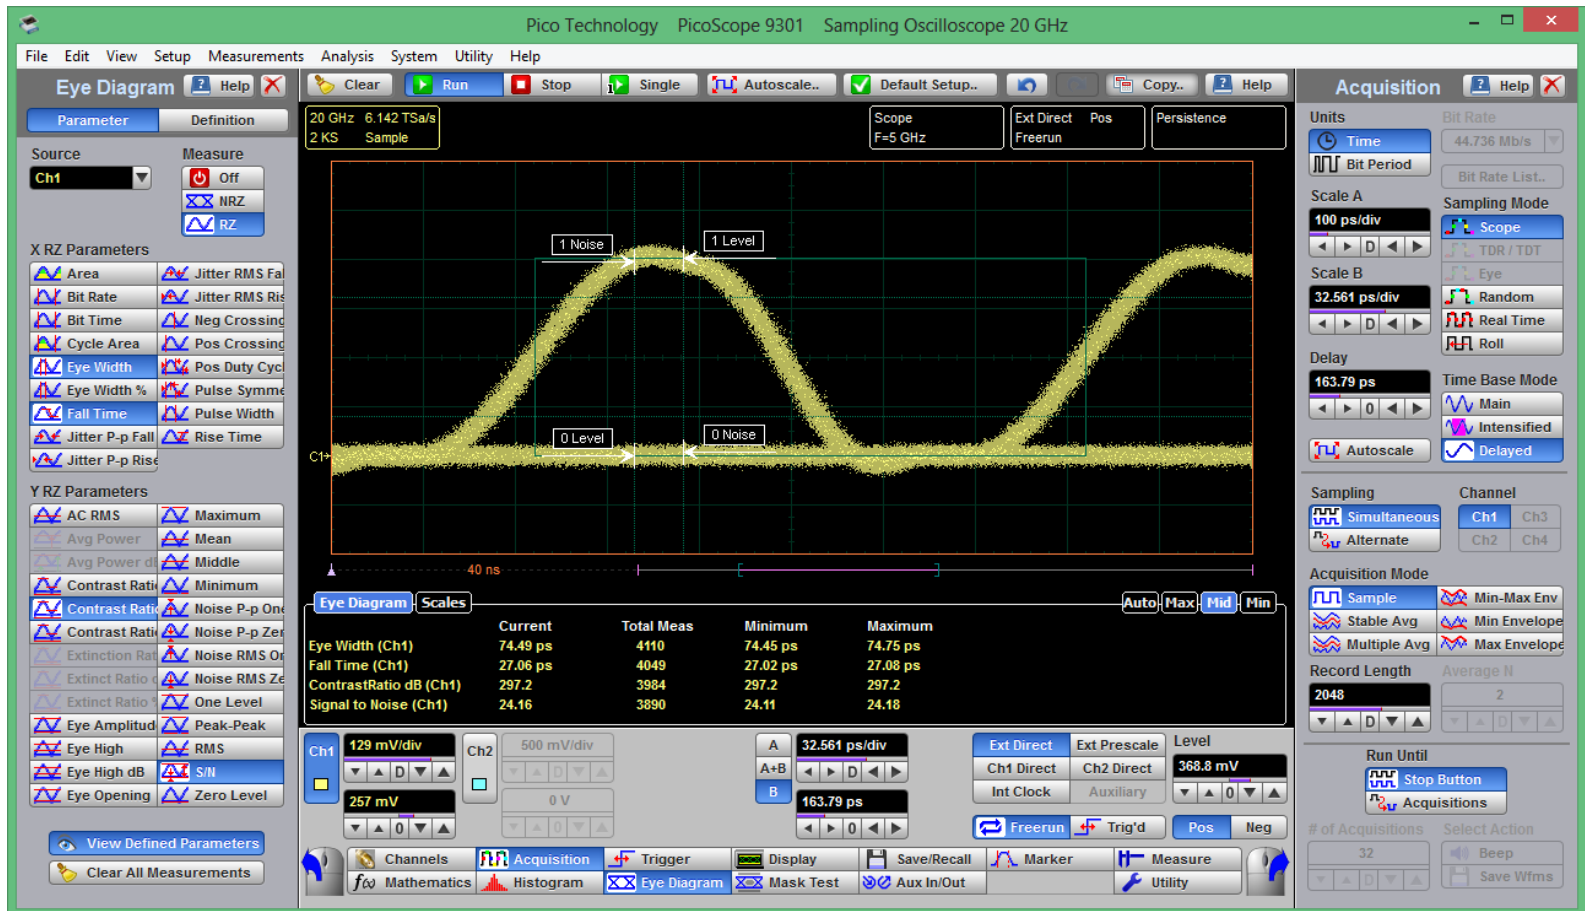 Pico Technology PicoScope 9301 Sampling Oscilloscope 20 GHz
File Edit View Setup Measurements Analysis System Utility Help
Eye Diagram Help
Parameter Definition
Source Measure
Ch1 Off
NRZ
RZ
X RZ Parameters
Area Jitter RMS Fal
Bit Rate Jitter RMS Ris
Bit Time Neg Crossing
Cycle Area Pos Crossing
Eye Width Pos Duty Cycl
Eye Width % Pulse Symme
Fall Time Pulse Width
Jitter P-p Fall Rise Time
Jitter P-p Rise
Y RZ Parameters
AC RMS Maximum
Avg Power Mean
Avg Power dB Middle
Contrast Ratio Minimum
Contrast Ratio Noise P-p One
Contrast Ratio Noise P-p Zer
Extinction Rat Noise RMS On
Extinct Ratio Noise RMS Ze
Extinct Ratio One Level
Eye Amplitud Peak-Peak
Eye High RMS
Eye High dB S/N
Eye Opening Zero Level
View Defined Parameters
Clear All Measurements
Clear Run Stop Single Autoscale.. Default Setup.. Copy.. Help
20 GHz 6.142 TSa/s
2 KS Sample
Scope
F=5 GHz
Ext Direct Pos
Freerun
Persistence
1 Noise 1 Level
0 Level 0 Noise
C1
40 ns
Eye Diagram Scales Auto Max Mid Min
Current Total Meas Minimum Maximum
Eye Width (Ch1) 74.49 ps 4110 74.45 ps 74.75 ps
Fall Time (Ch1) 27.06 ps 4049 27.02 ps 27.08 ps
ContrastRatio dB (Ch1) 297.2 3984 297.2 297.2
Signal to Noise (Ch1) 24.16 3890 24.11 24.18
Ch1 129 mV/div Ch2 500 mV/div A 32.561 ps/div Ext Direct Ext Prescale Level
D D A+B D Ch1 Direct Ch2 Direct 368.8 mV
257 mV 0 V B 163.79 ps Int Clock Auxiliary 0
0 0 0 Freerun Trig'd Pos Neg
Channels Acquisition Trigger Display Save/Recall Marker Measure
f(ω) Mathematics Histogram Eye Diagram Mask Test Aux In/Out Utility
Acquisition Help
Units Bit Rate
Time 44.736 Mb/s
Bit Period Bit Rate List..
Scale A Sampling Mode
100 ps/div Scope
D TDR / TDT
Scale B Eye
32.561 ps/div Random
D Real Time
Roll
Delay
163.79 ps Time Base Mode
0 Main
Intensified
Autoscale Delayed
Sampling Channel
Simultaneous Ch1 Ch3
Alternate Ch2 Ch4
Acquisition Mode
Sample Min-Max Env
Stable Avg Min Envelope
Multiple Avg Max Envelope
Record Length Average N
2048 2
D D
Run Until
Stop Button
Acquisitions
# of Acquisitions Select Action
32 Beep
D Save Wfms